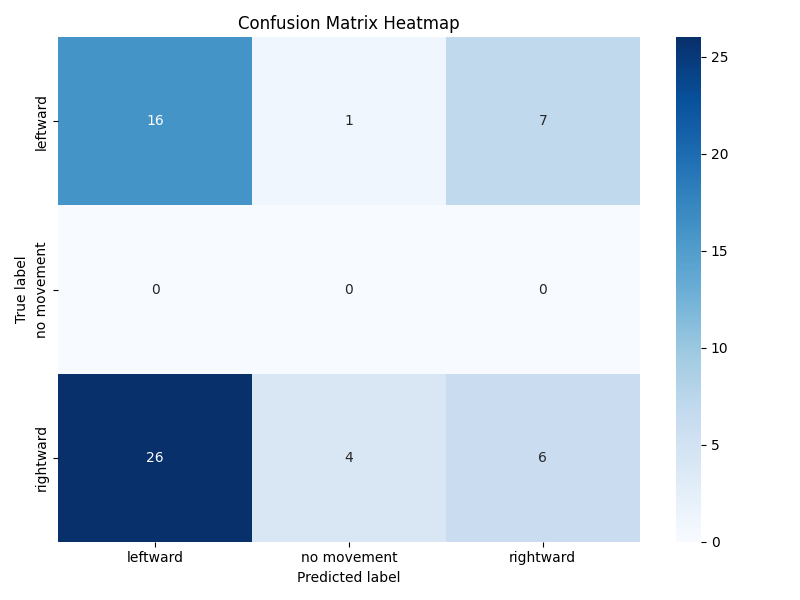 Confusion Matrix Heatmap
True label
leftward
no movement
rightward
16 1 7
0 0 0
26 4 6
leftward no movement rightward
Predicted label
25
20
15
10
5
0